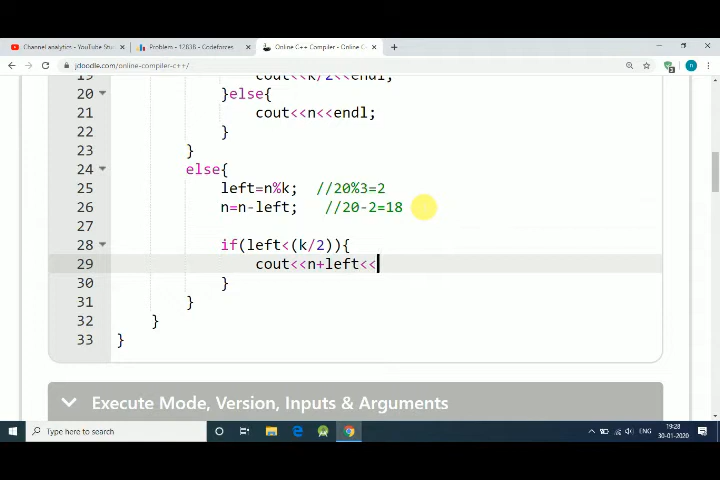 Channel analytics - YouTube Stu
Problem - 1283B - Codeforces
Online C++ Compiler - Online C+
jdoodle.com/online-compiler-c++/
19 cout<<k/2<<endl;
20 }else{
21 cout<<n<<endl;
22 }
23 }
24 else{
25 left=n%k; //20%3=2
26 n=n-left; //20-2=18
27
28 if(left<(k/2)){
29 cout<<n+left<<
30 }
31 }
32 }
33 }
Execute Mode, Version, Inputs & Arguments
Type here to search
ENG
19:28
30-01-2020